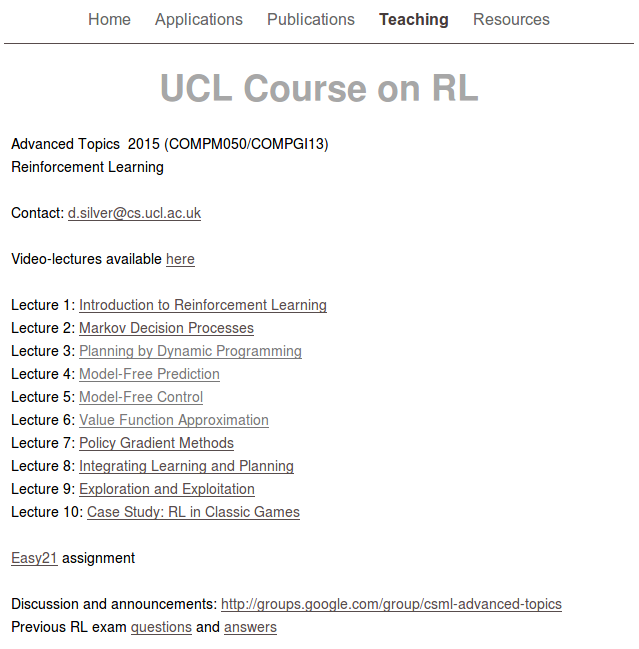 Home Applications Publications Teaching Resources
UCL Course on RL
Advanced Topics 2015 (COMPM050/COMPGI13)
Reinforcement Learning
Contact: d.silver@cs.ucl.ac.uk
Video-lectures available here
Lecture 1: Introduction to Reinforcement Learning
Lecture 2: Markov Decision Processes
Lecture 3: Planning by Dynamic Programming
Lecture 4: Model-Free Prediction
Lecture 5: Model-Free Control
Lecture 6: Value Function Approximation
Lecture 7: Policy Gradient Methods
Lecture 8: Integrating Learning and Planning
Lecture 9: Exploration and Exploitation
Lecture 10: Case Study: RL in Classic Games
Easy21 assignment
Discussion and announcements: http://groups.google.com/group/csml-advanced-topics
Previous RL exam questions and answers